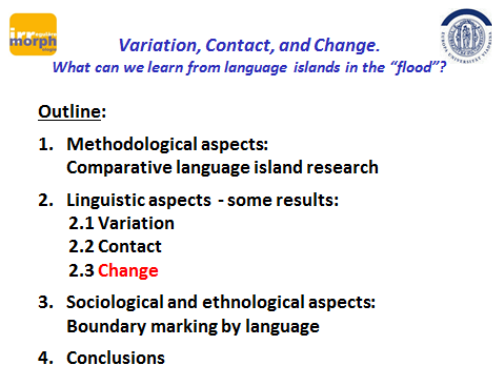 morph
Variation, Contact, and Change.
What can we learn from language islands in the “flood”?
Outline:
1. Methodological aspects:
Comparative language island research
2. Linguistic aspects - some results:
2.1 Variation
2.2 Contact
2.3 Change
3. Sociological and ethnological aspects:
Boundary marking by language
4. Conclusions